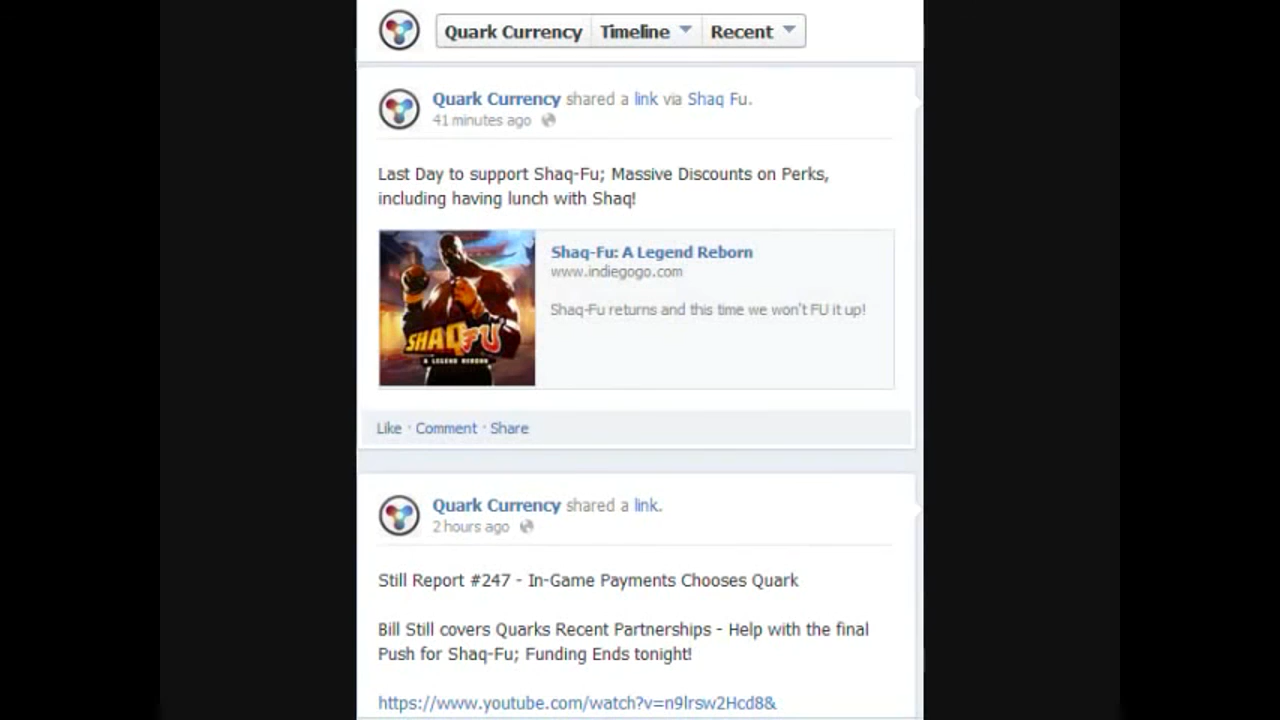 Quark Currency Timeline Recent
Quark Currency shared a link via Shaq Fu.
41 minutes ago
Last Day to support Shaq-Fu; Massive Discounts on Perks,
including having lunch with Shaq!
SHAQ FU
A LEGEND REBORN
Shaq-Fu: A Legend Reborn
www.indiegogo.com
Shaq-Fu returns and this time we won't FU it up!
Like · Comment · Share
Quark Currency shared a link.
2 hours ago
Still Report #247 - In-Game Payments Chooses Quark
Bill Still covers Quarks Recent Partnerships - Help with the final
Push for Shaq-Fu; Funding Ends tonight!
https://www.youtube.com/watch?v=n9lrsw2Hcd8&